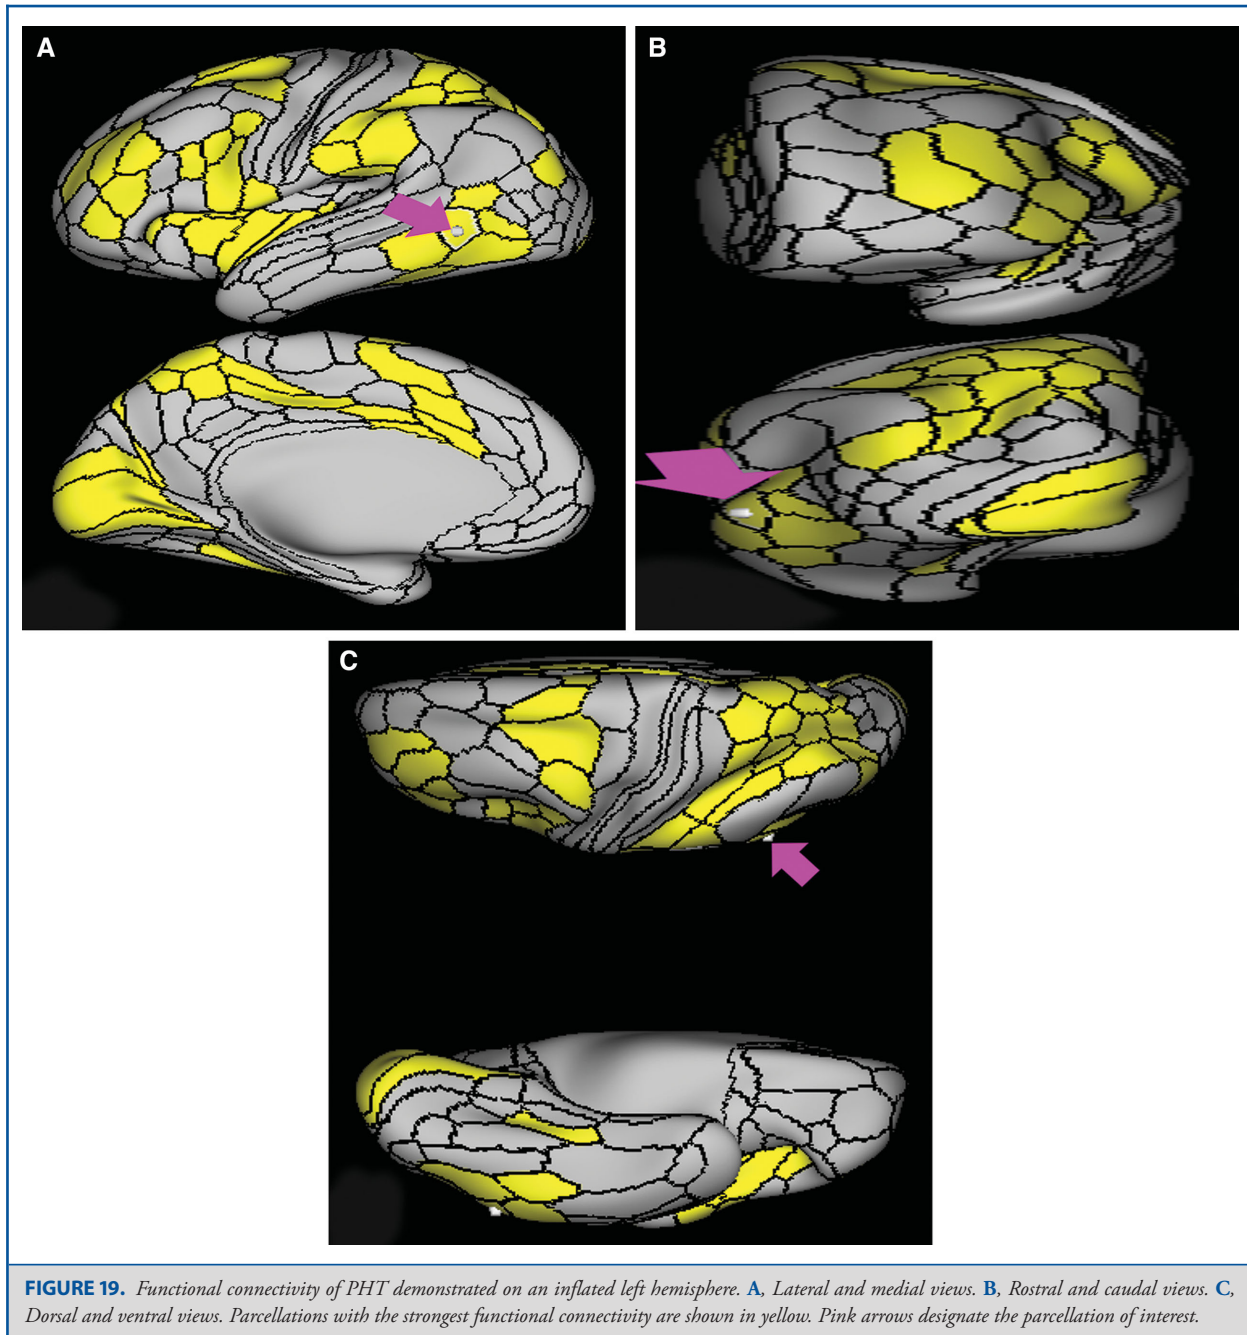 A
B
C
FIGURE 19. Functional connectivity of PHT demonstrated on an inflated left hemisphere. A, Lateral and medial views. B, Rostral and caudal views. C,
Dorsal and ventral views. Parcellations with the strongest functional connectivity are shown in yellow. Pink arrows designate the parcellation of interest.